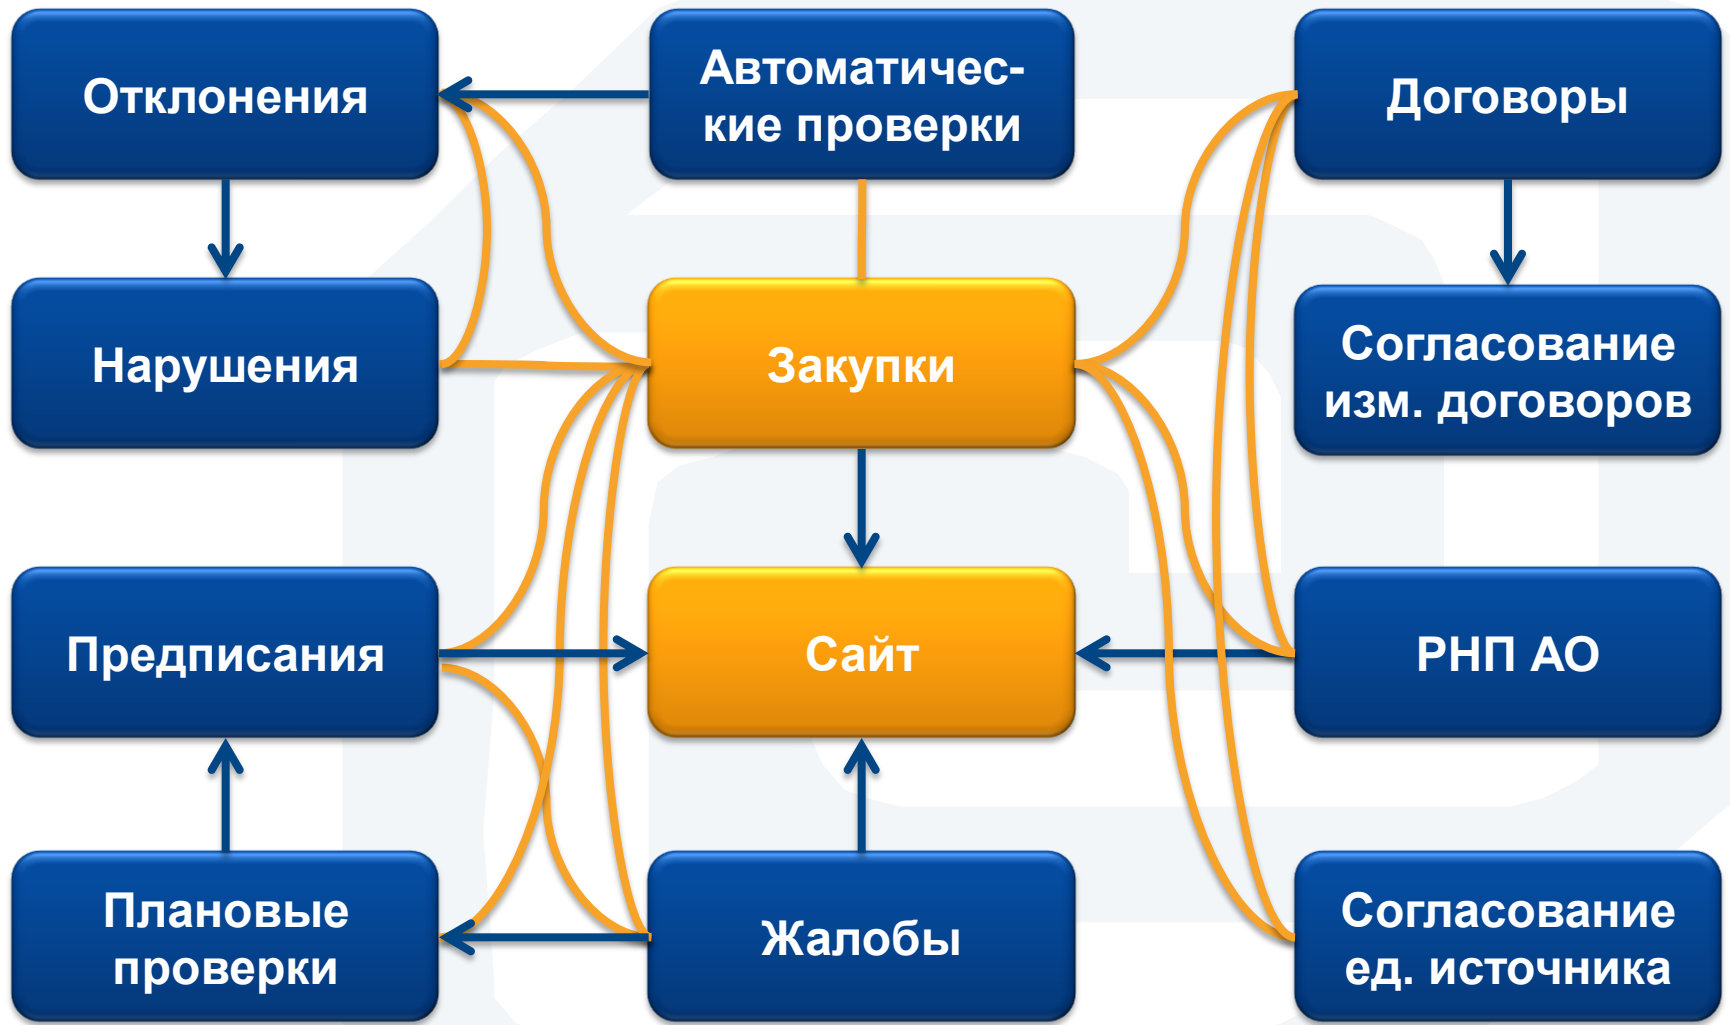 Отклонения
Автоматичес-
кие проверки
Договоры
Нарушения
Закупки
Согласование
изм. договоров
Предписания
Сайт
РНП АО
Плановые
проверки
Жалобы
Согласование
ед. источника